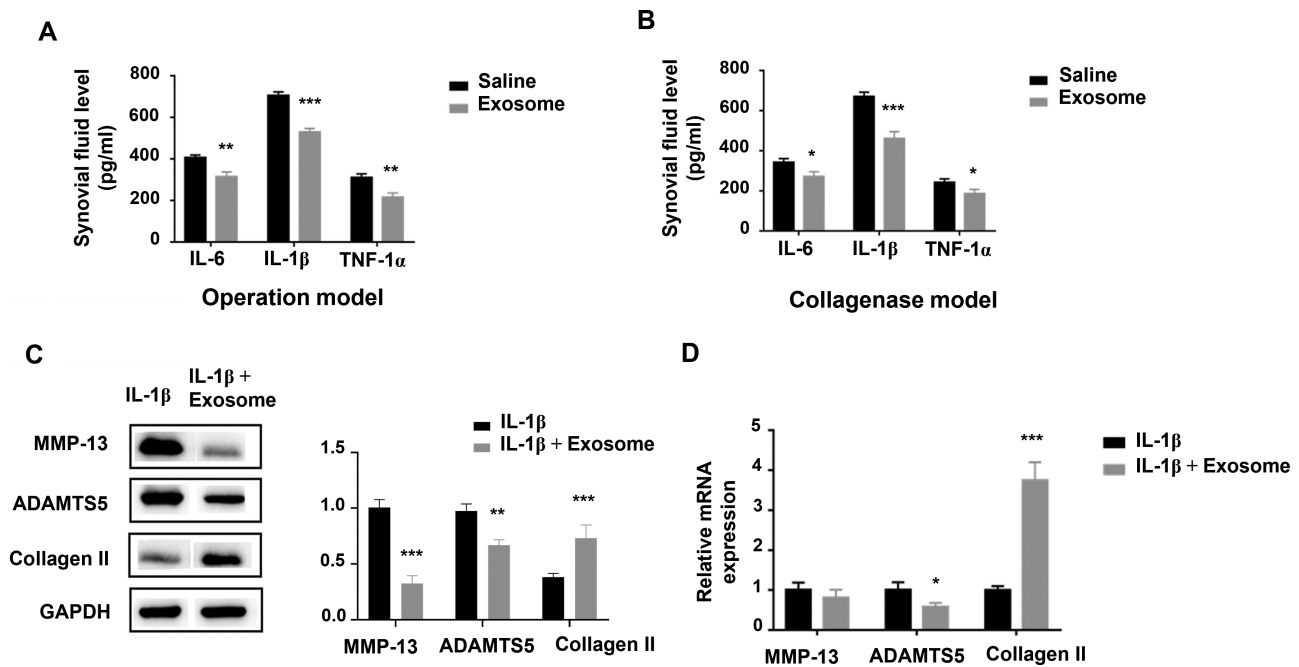 A
Synovial fluid level
(pg/ml)
800
600
400
200
0
**
***
**
IL-6
IL-1β
TNF-1α
Operation model
Saline
Exosome
B
Synovial fluid level
(pg/ml)
800
600
400
200
0
*
***
*
IL-6
IL-1β
TNF-1α
Collagenase model
Saline
Exosome
C
IL-1β
IL-1β +
Exosome
MMP-13
ADAMTS5
Collagen II
GAPDH
1.5
1.0
0.5
0.0
***
**
***
MMP-13
ADAMTS5
Collagen II
IL-1β
IL-1β + Exosome
D
Relative mRNA
expression
5
4
3
2
1
0
*
***
MMP-13
ADAMTS5
Collagen II
IL-1β
IL-1β + Exosome